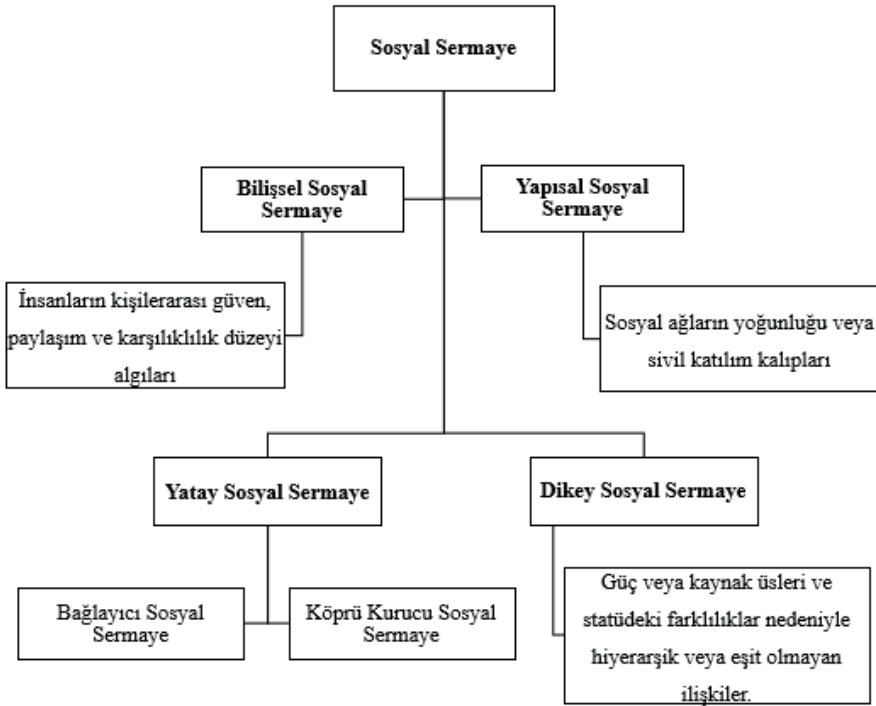 Sosyal Sermaye
Bilişsel Sosyal
Sermaye
Yapısal Sosyal
Sermaye
İnsanların kişilerarası güven,
paylaşım ve karşılıklılık düzeyi
algıları
Sosyal ağların yoğunluğu veya
sivil katılım kalıpları
Yatay Sosyal Sermaye
Dikey Sosyal Sermaye
Bağlayıcı Sosyal
Sermaye
Köprü Kurucu Sosyal
Sermaye
Güç veya kaynak üsleri ve
statüdeki farklılıklar nedeniyle
hiyerarşik veya eşit olmayan
ilişkiler.